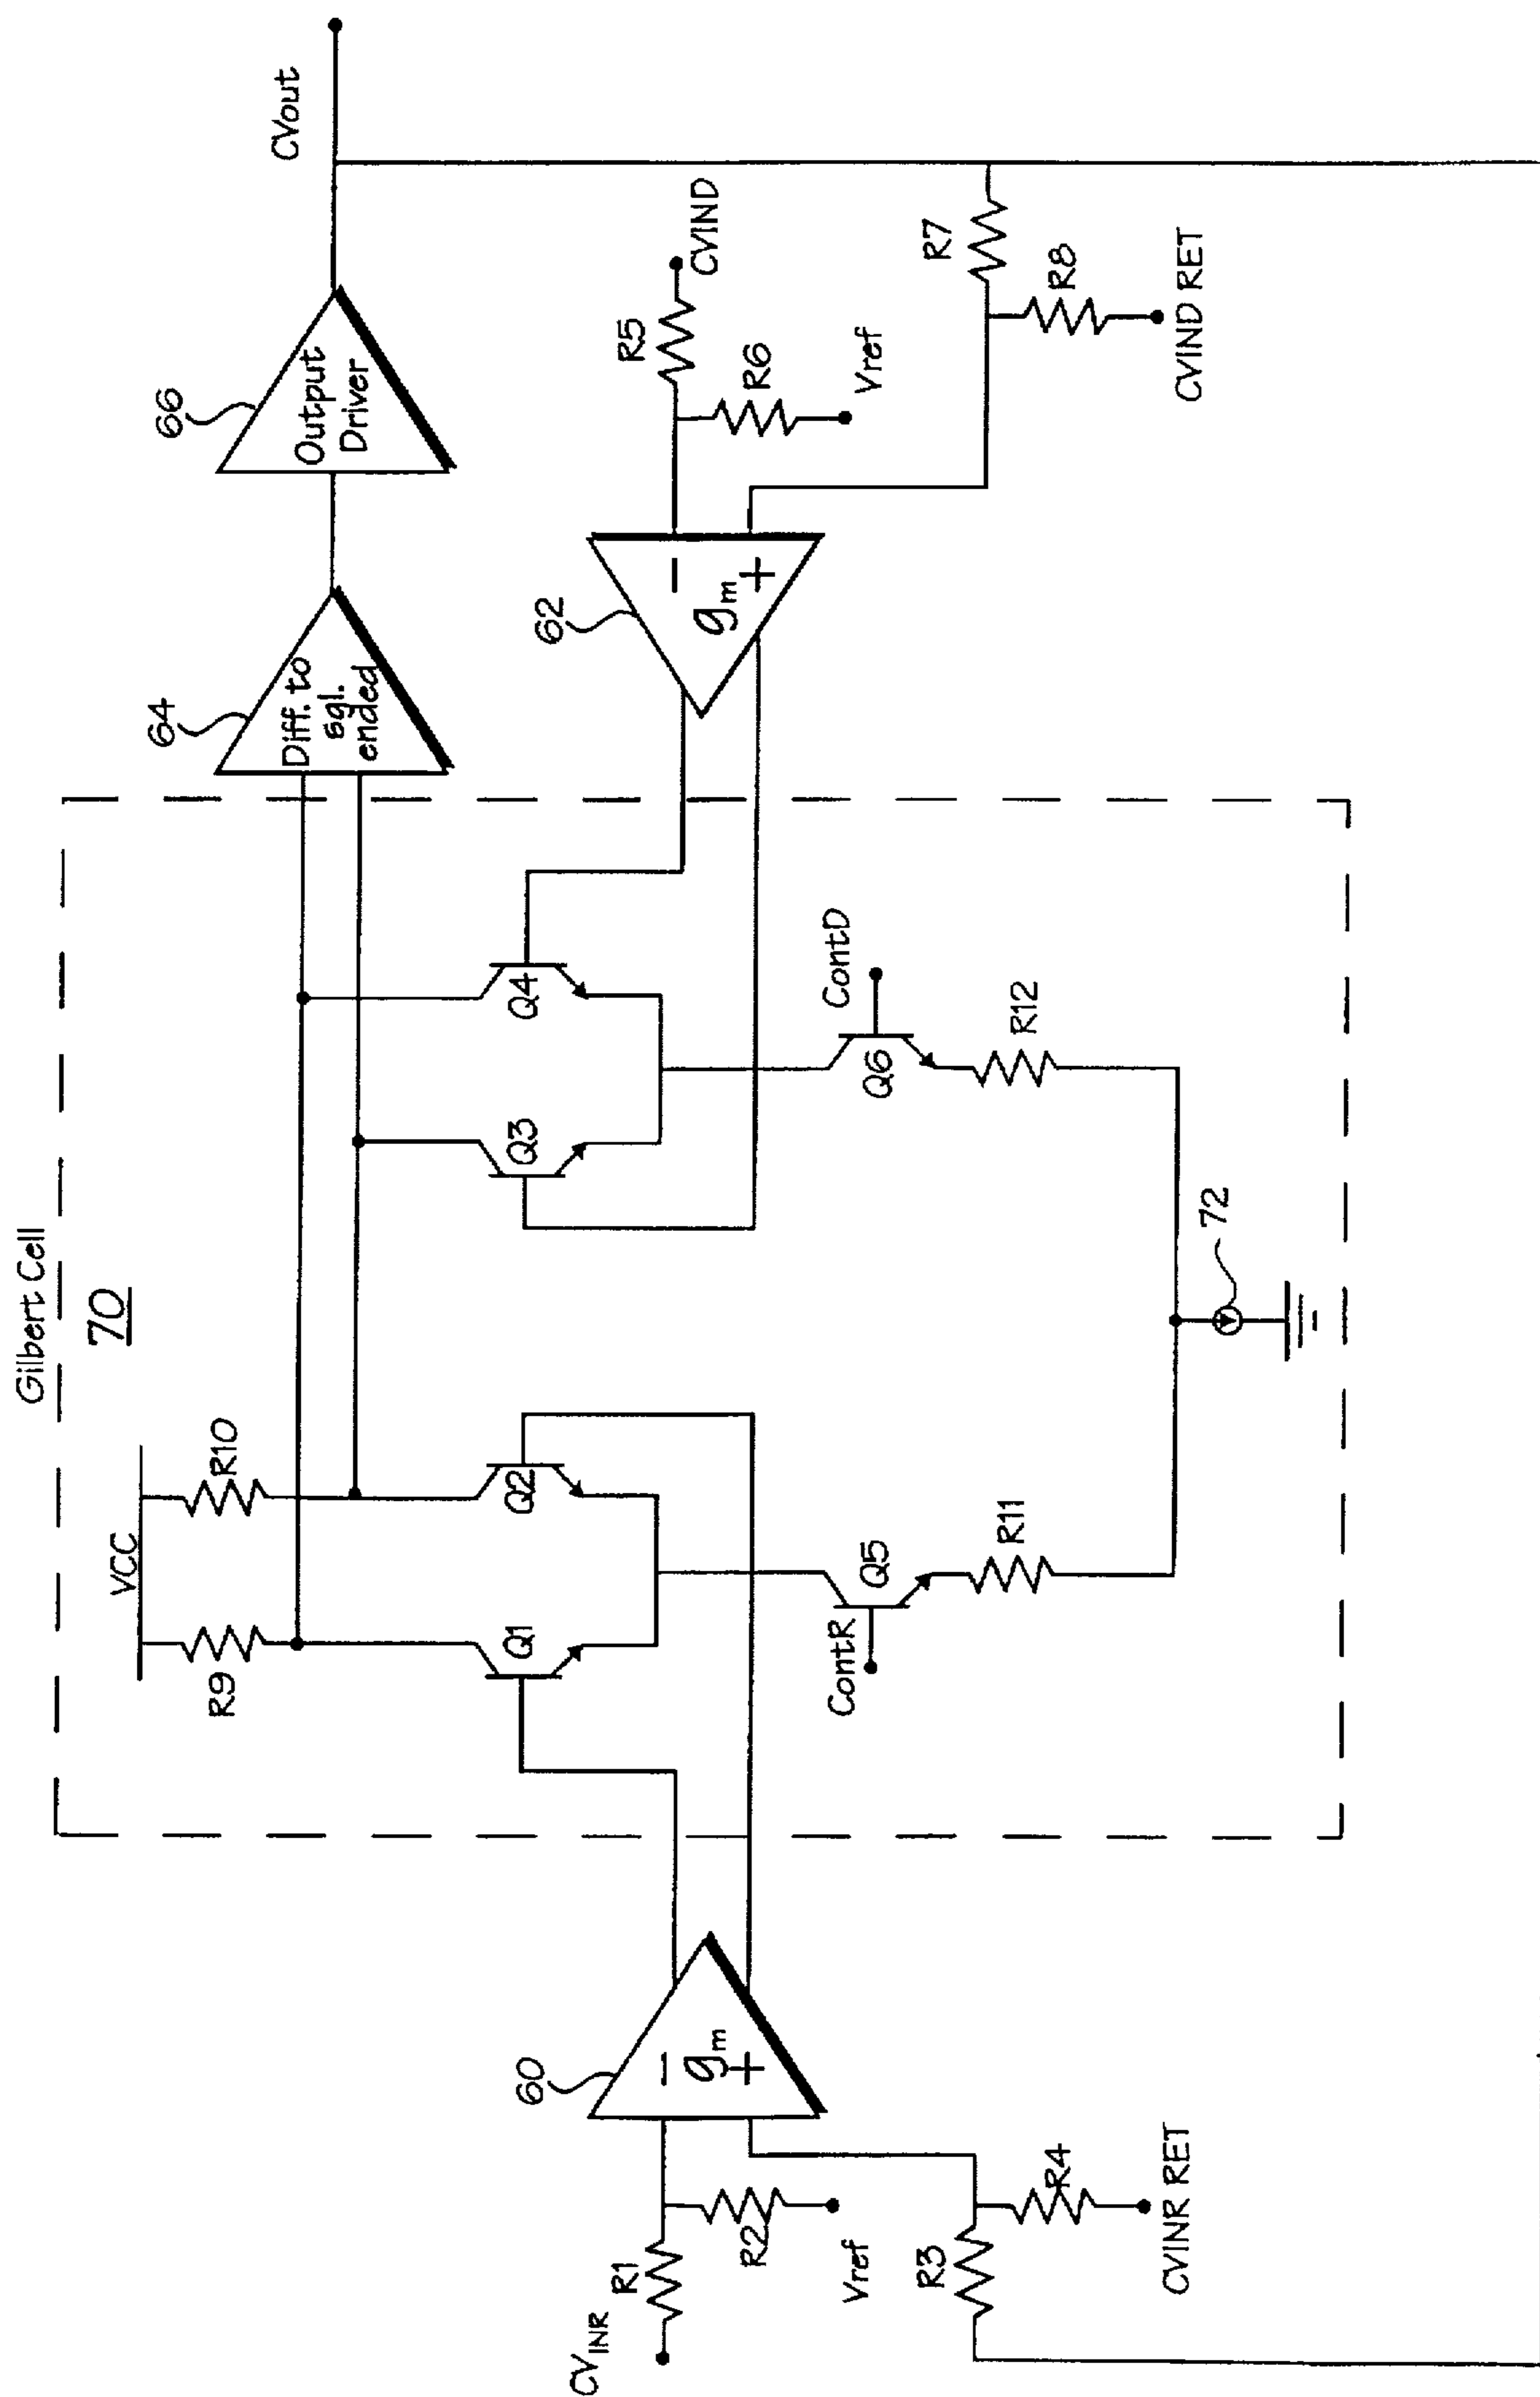 Gilbert Cell
70
VCC
R9
R10
Q1
Q2
Q3
Q4
ContR
Q5
R11
ContD
Q6
R12
72
60
− gm +
CVINR
R1
R2
Vref
R3
R4
CVINR RET
64
Diff. to
sgl.
ended
66
Output
Driver
CVout
62
− gm +
R5
CVIND
R6
Vref
R7
R8
CVIND RET